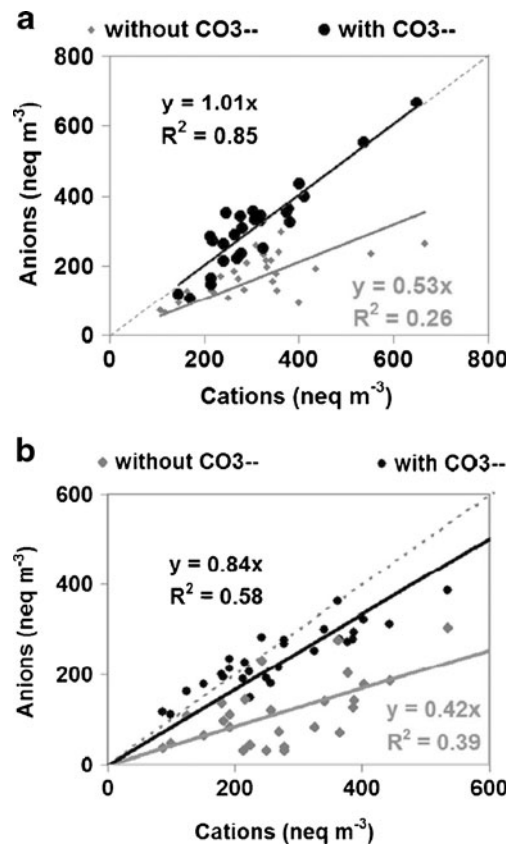 a
without CO3-- with CO3--
800
y = 1.01x
R² = 0.85
600
400
200
y = 0.53x
R² = 0.26
0
0 200 400 600 800
Anions (neq m⁻³)
Cations (neq m⁻³)
b
without CO3-- with CO3--
600
y = 0.84x
R² = 0.58
400
200
y = 0.42x
R² = 0.39
0
0 200 400 600
Anions (neq m⁻³)
Cations (neq m⁻³)